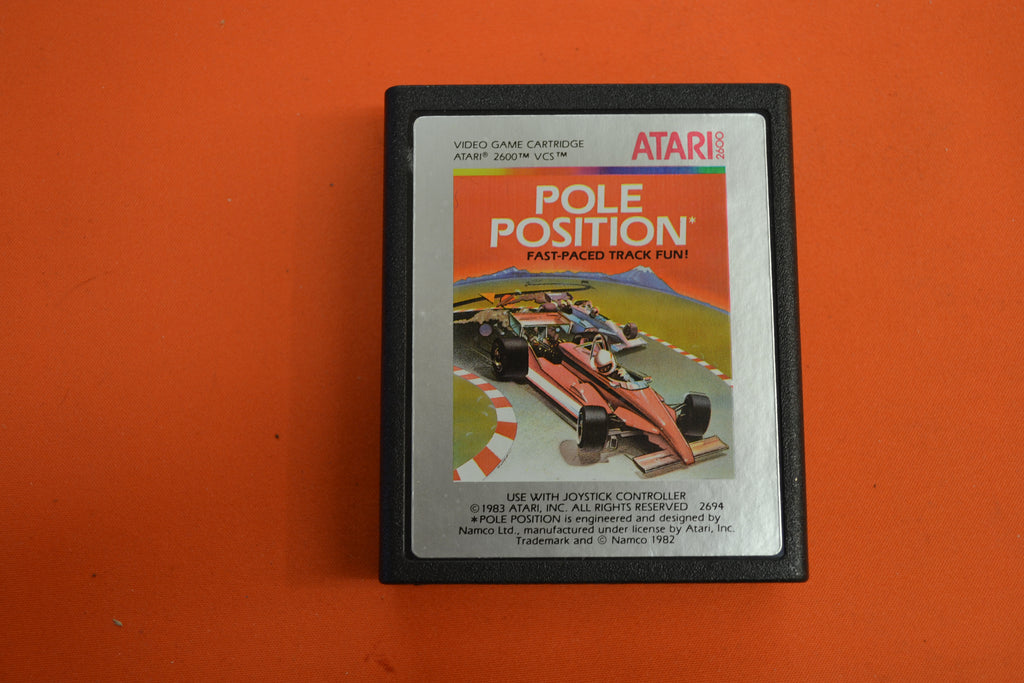 VIDEO GAME CARTRIDGE
ATARI® 2600™ VCS™
ATARI 2600
POLE
POSITION*
FAST-PACED TRACK FUN!
USE WITH JOYSTICK CONTROLLER
©1983 ATARI, INC. ALL RIGHTS RESERVED 2694
*POLE POSITION is engineered and designed by
Namco Ltd., manufactured under license by Atari, Inc.
Trademark and © Namco 1982